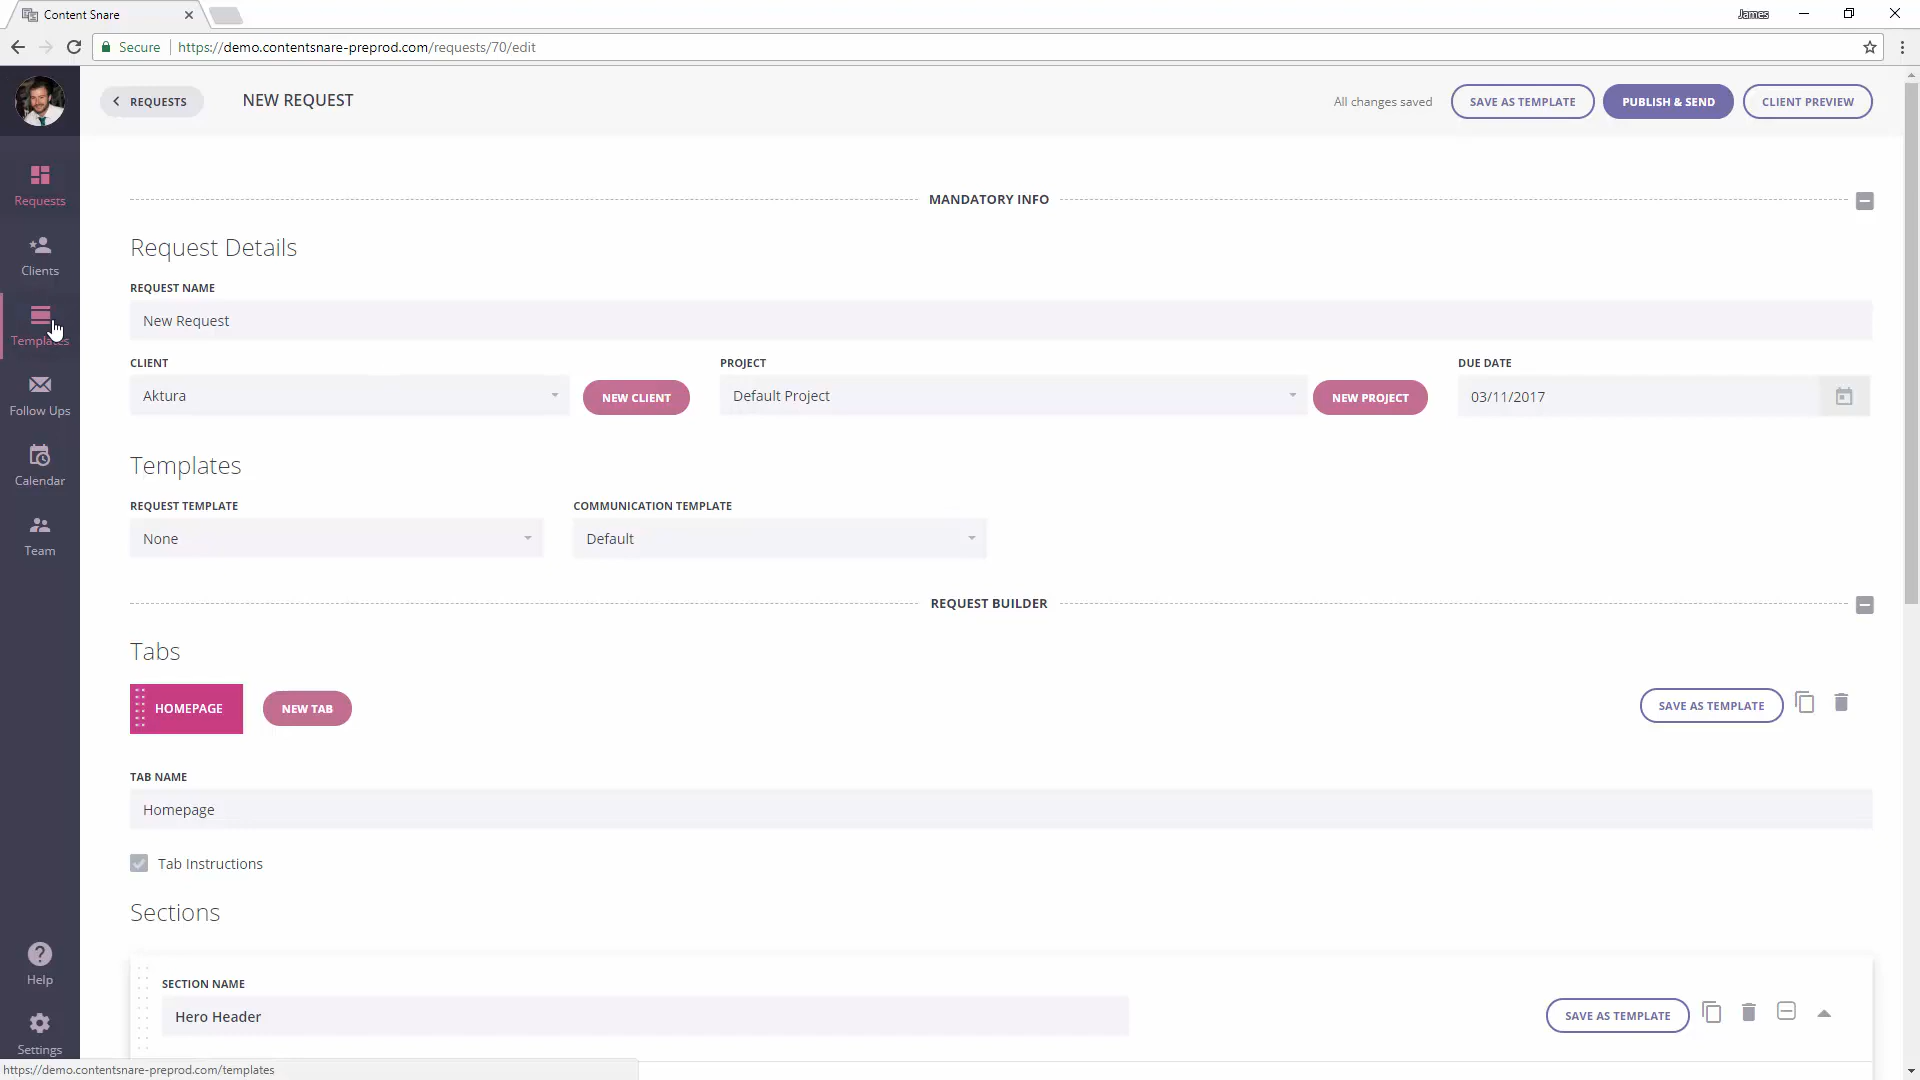 Content Snare
James
Secure
https://demo.contentsnare-preprod.com/requests/70/edit
REQUESTS
NEW REQUEST
All changes saved
SAVE AS TEMPLATE
PUBLISH & SEND
CLIENT PREVIEW
Requests
Clients
Templates
Follow Ups
Calendar
Team
Help
Settings
MANDATORY INFO
Request Details
REQUEST NAME
New Request
CLIENT
Aktura
NEW CLIENT
PROJECT
Default Project
NEW PROJECT
DUE DATE
03/11/2017
Templates
REQUEST TEMPLATE
None
COMMUNICATION TEMPLATE
Default
REQUEST BUILDER
Tabs
HOMEPAGE
NEW TAB
SAVE AS TEMPLATE
TAB NAME
Homepage
Tab Instructions
Sections
SECTION NAME
Hero Header
SAVE AS TEMPLATE
https://demo.contentsnare-preprod.com/templates